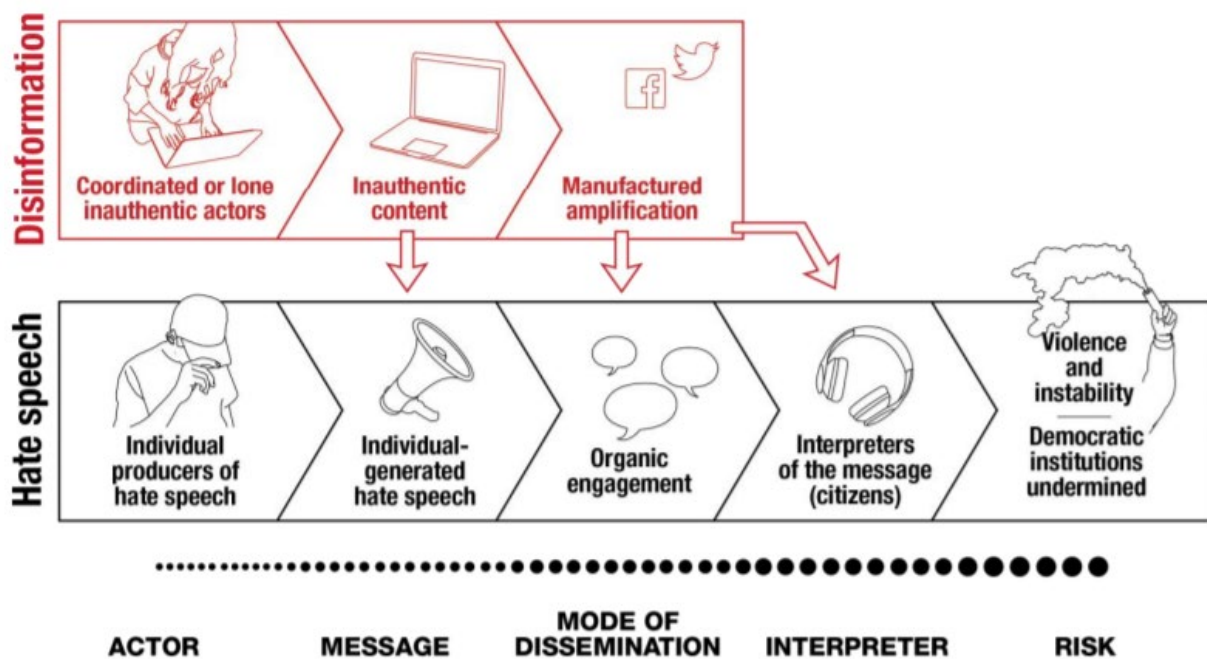 Disinformation
Coordinated or lone
inauthentic actors
Inauthentic
content
Manufactured
amplification
Hate speech
Individual
producers of
hate speech
Individual-
generated
hate speech
Organic
engagement
Interpreters
of the message
(citizens)
Violence
and
instability
Democratic
institutions
undermined
ACTOR
MESSAGE
MODE OF
DISSEMINATION
INTERPRETER
RISK